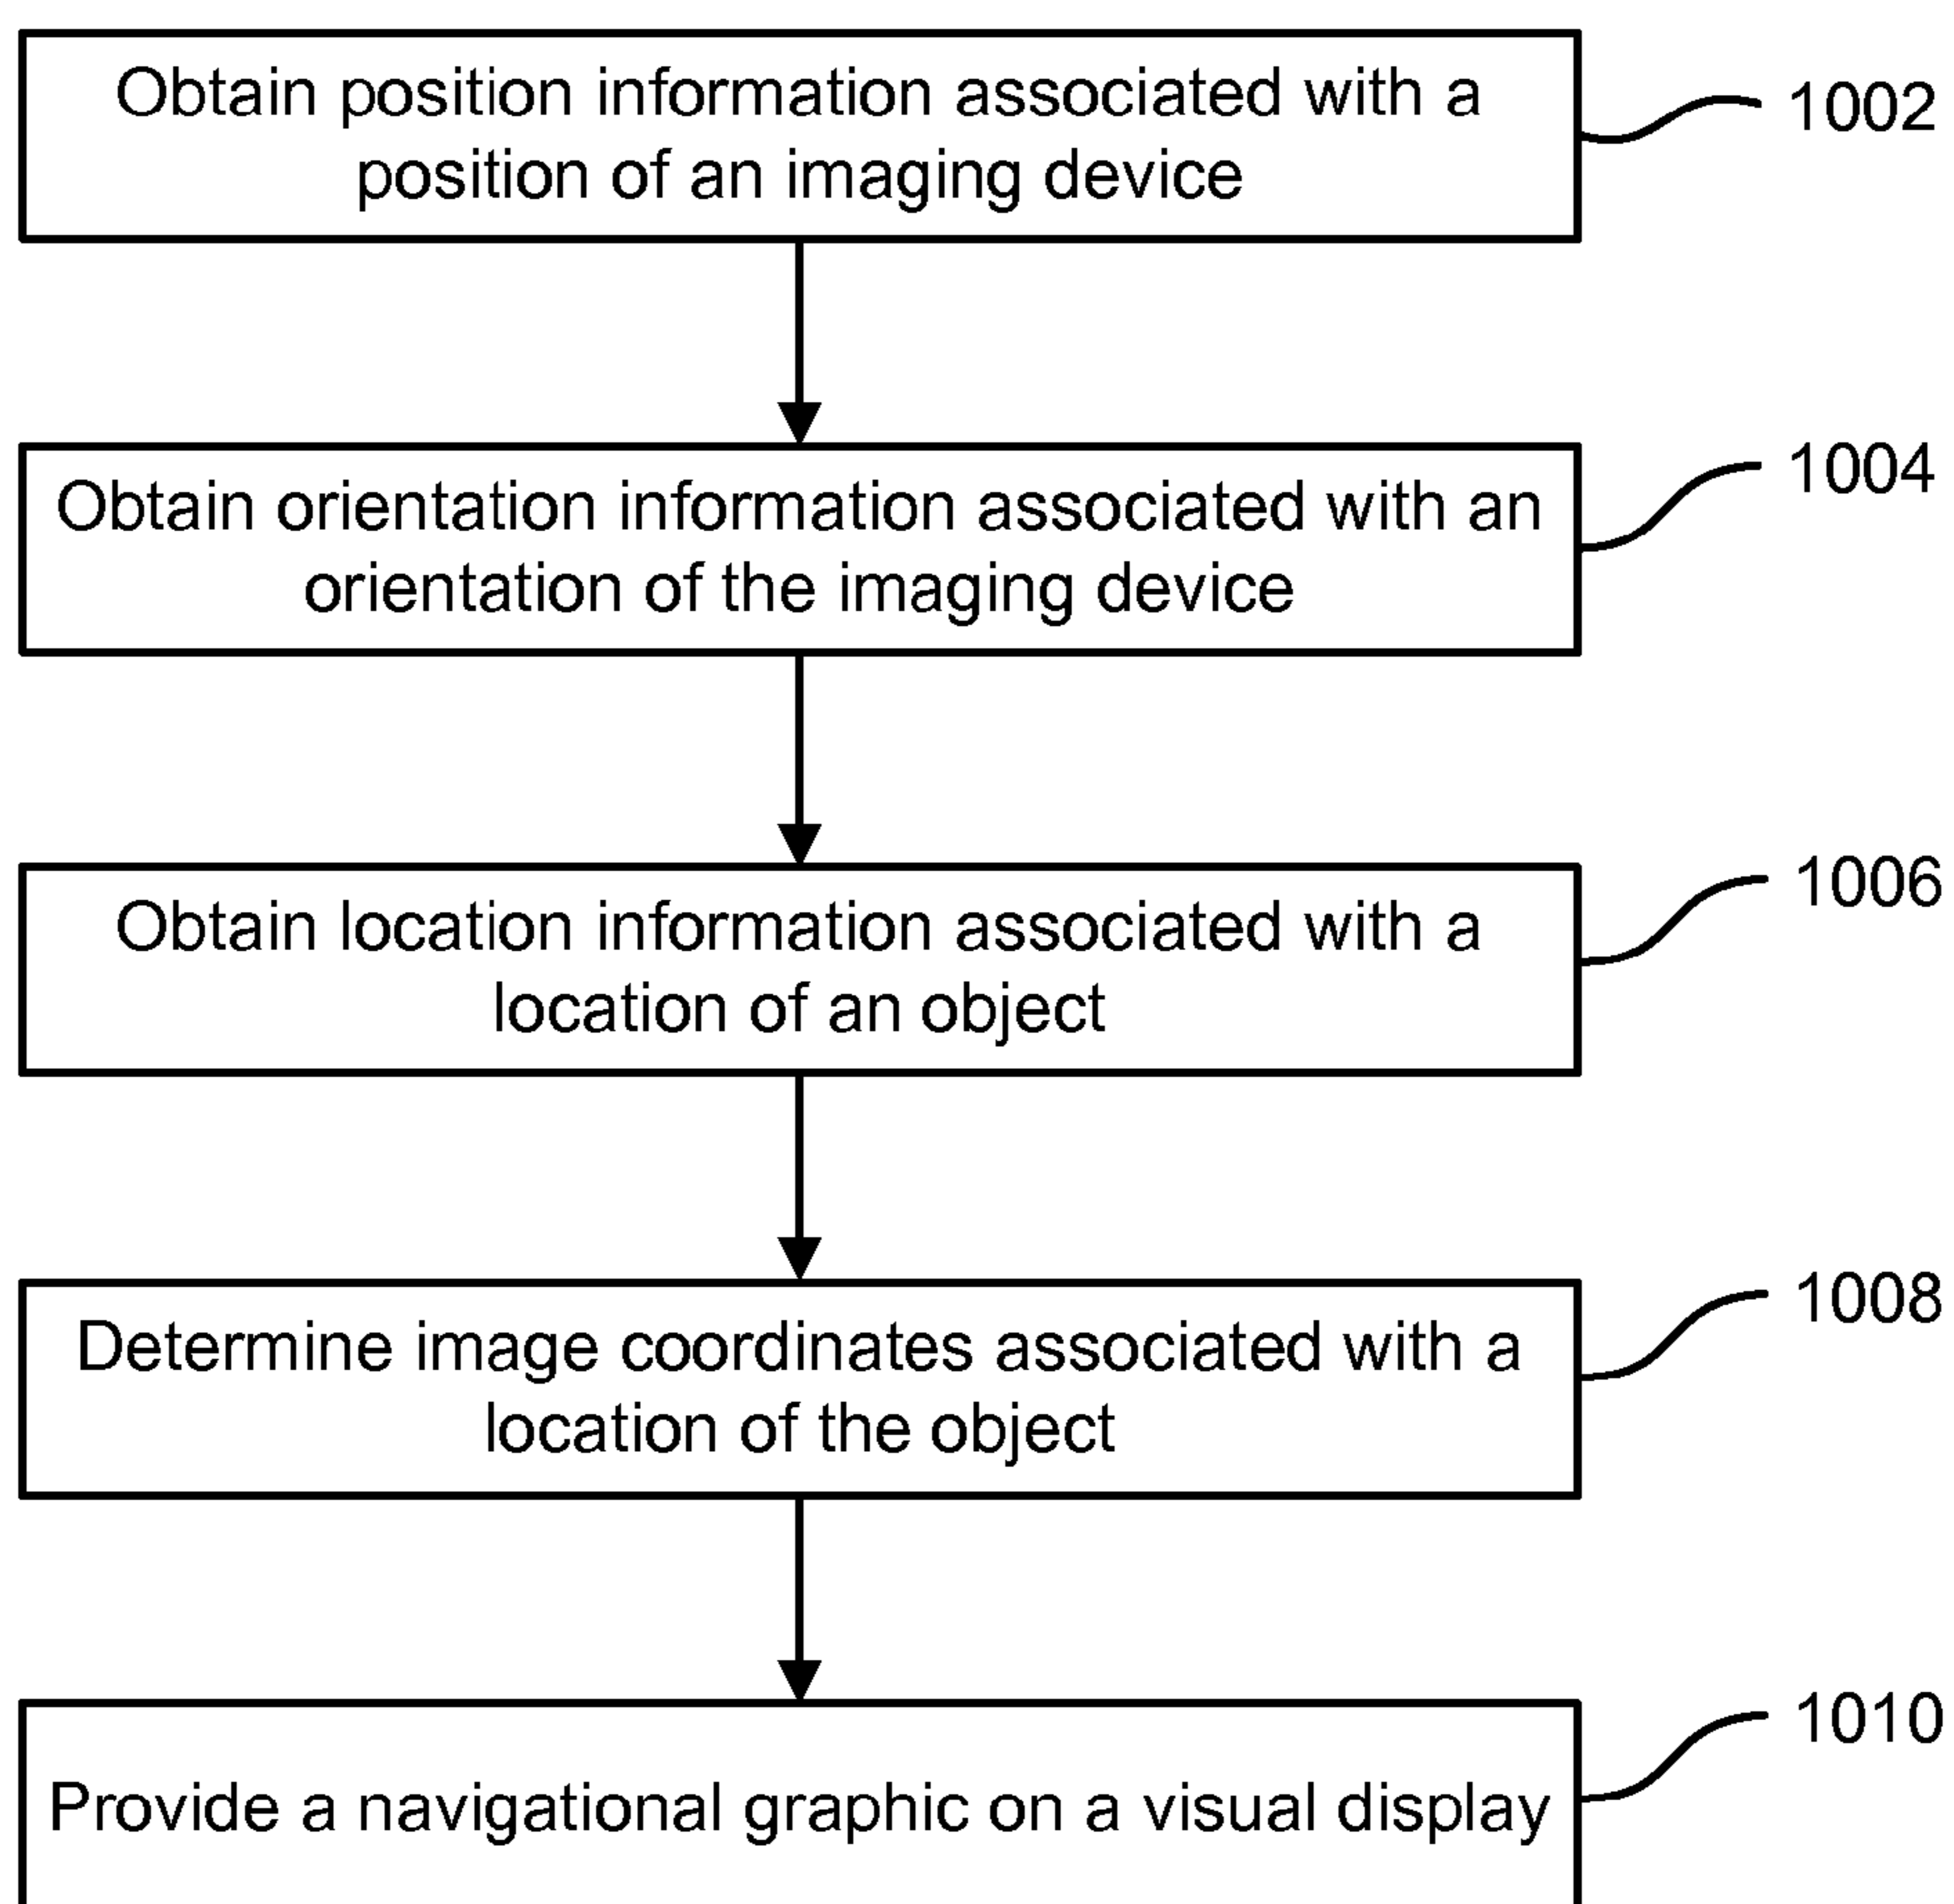 Obtain position information associated with a
position of an imaging device
1002
Obtain orientation information associated with an
orientation of the imaging device
1004
Obtain location information associated with a
location of an object
1006
Determine image coordinates associated with a
location of the object
1008
Provide a navigational graphic on a visual display
1010